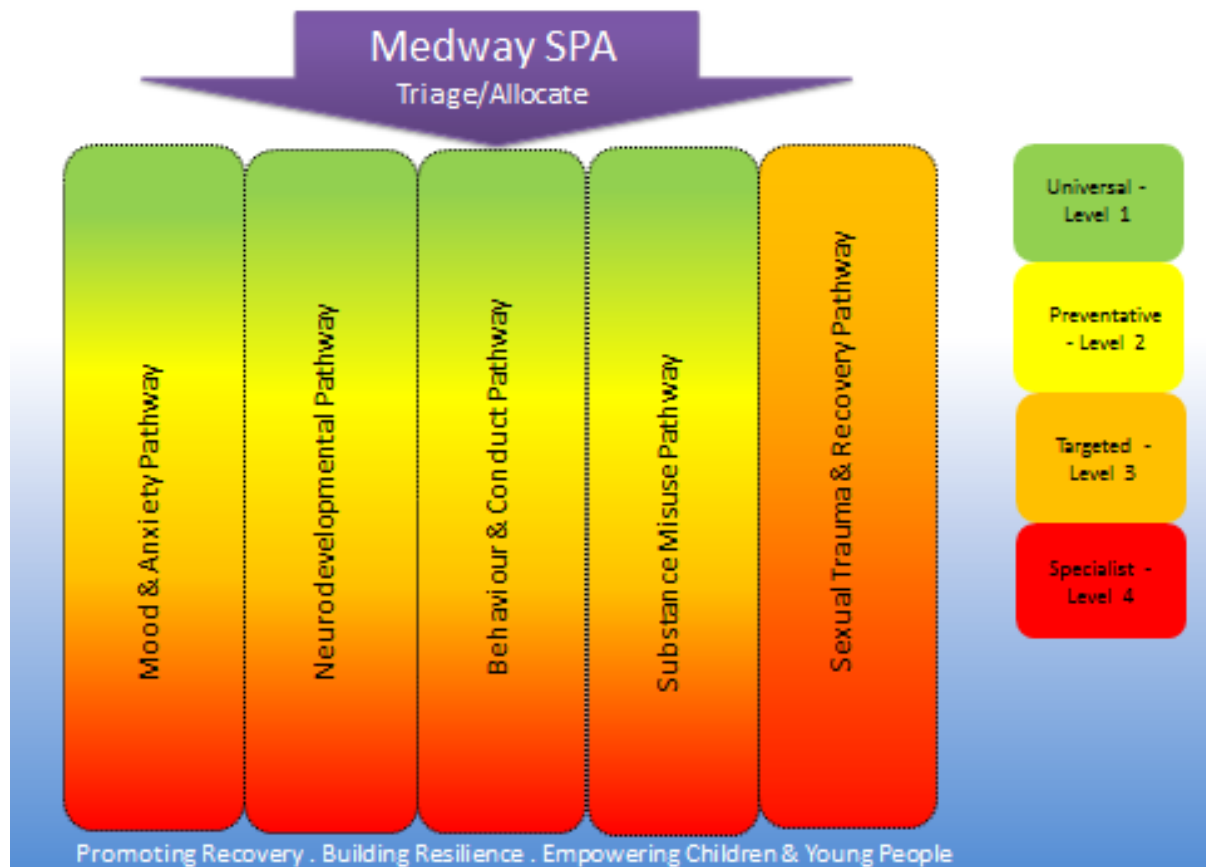 Medway SPA
Triage/Allocate
Mood & Anxiety Pathway
Neurodevelopmental Pathway
Behaviour & Conduct Pathway
Substance Misuse Pathway
Sexual Trauma & Recovery Pathway
Universal -
Level 1
Preventative
- Level 2
Targeted -
Level 3
Specialist -
Level 4
Promoting Recovery . Building Resilience . Empowering Children & Young People